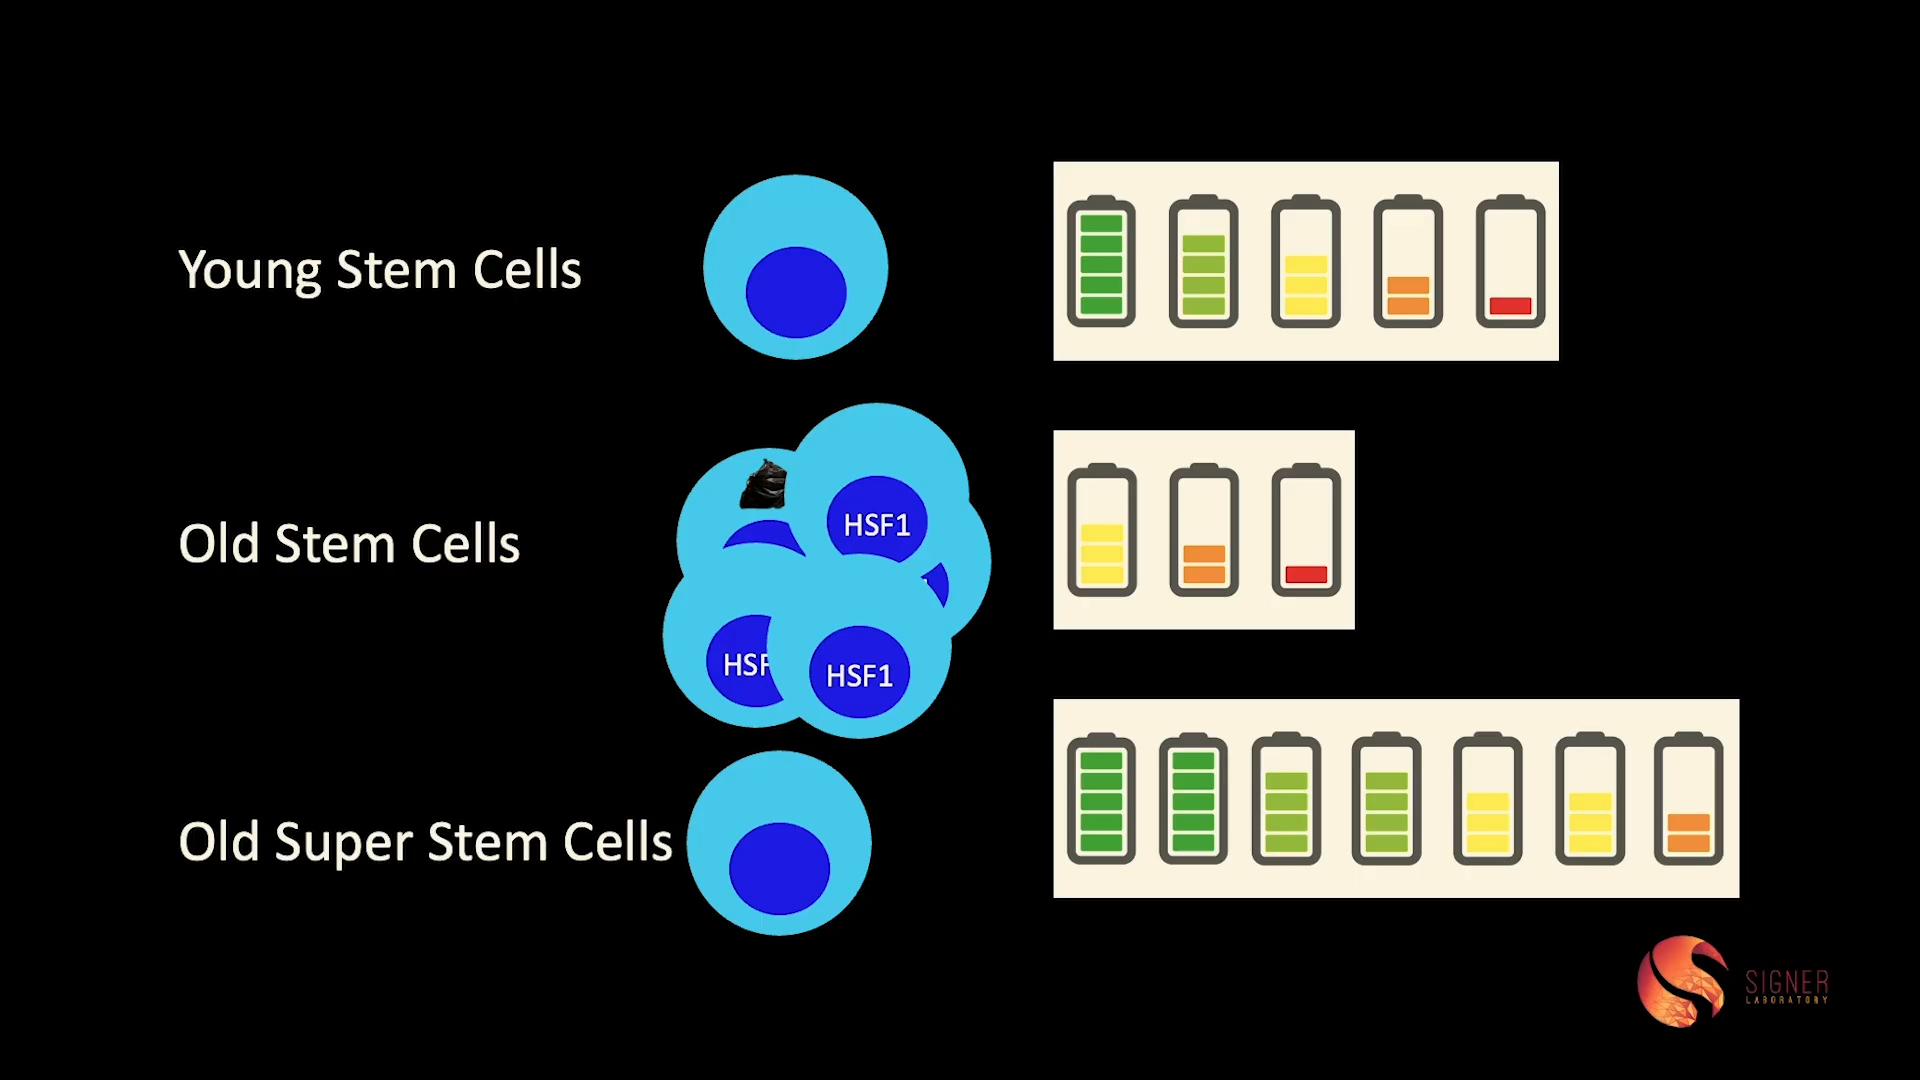 Young Stem Cells
Old Stem Cells
HSF1
HSF
HSF1
Old Super Stem Cells
SIGNER
LABORATORY